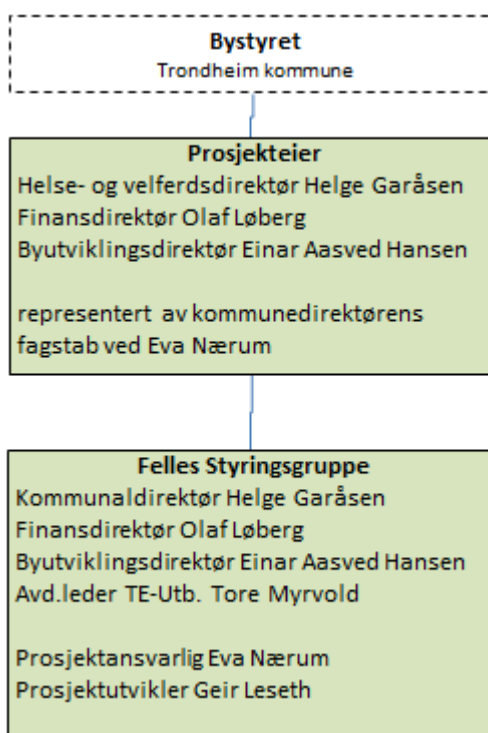 Bystyret
Trondheim kommune
Prosjekteier
Helse- og velferdsdirektør Helge Garåsen
Finansdirektør Olaf Løberg
Byutviklingsdirektør Einar Aasved Hansen
representert av kommunedirektørens
fagstab ved Eva Nærum
Felles Styringsgruppe
Kommunaldirektør Helge Garåsen
Finansdirektør Olaf Løberg
Byutviklingsdirektør Einar Aasved Hansen
Avd.leder TE-Utb. Tore Myrvold
Prosjektansvarlig Eva Nærum
Prosjektutvikler Geir Leseth